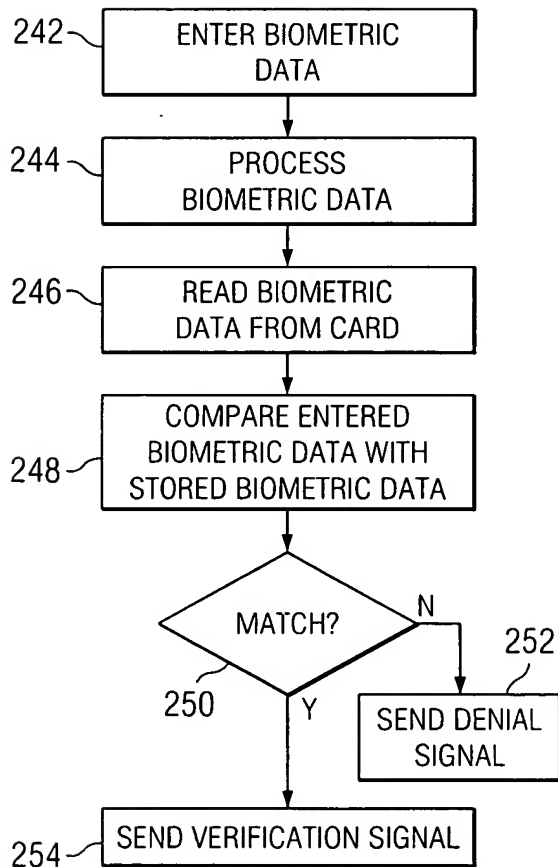 242
ENTER BIOMETRIC
DATA
244
PROCESS
BIOMETRIC DATA
246
READ BIOMETRIC
DATA FROM CARD
248
COMPARE ENTERED
BIOMETRIC DATA WITH
STORED BIOMETRIC DATA
MATCH?
N
250
Y
252
SEND DENIAL
SIGNAL
254
SEND VERIFICATION SIGNAL